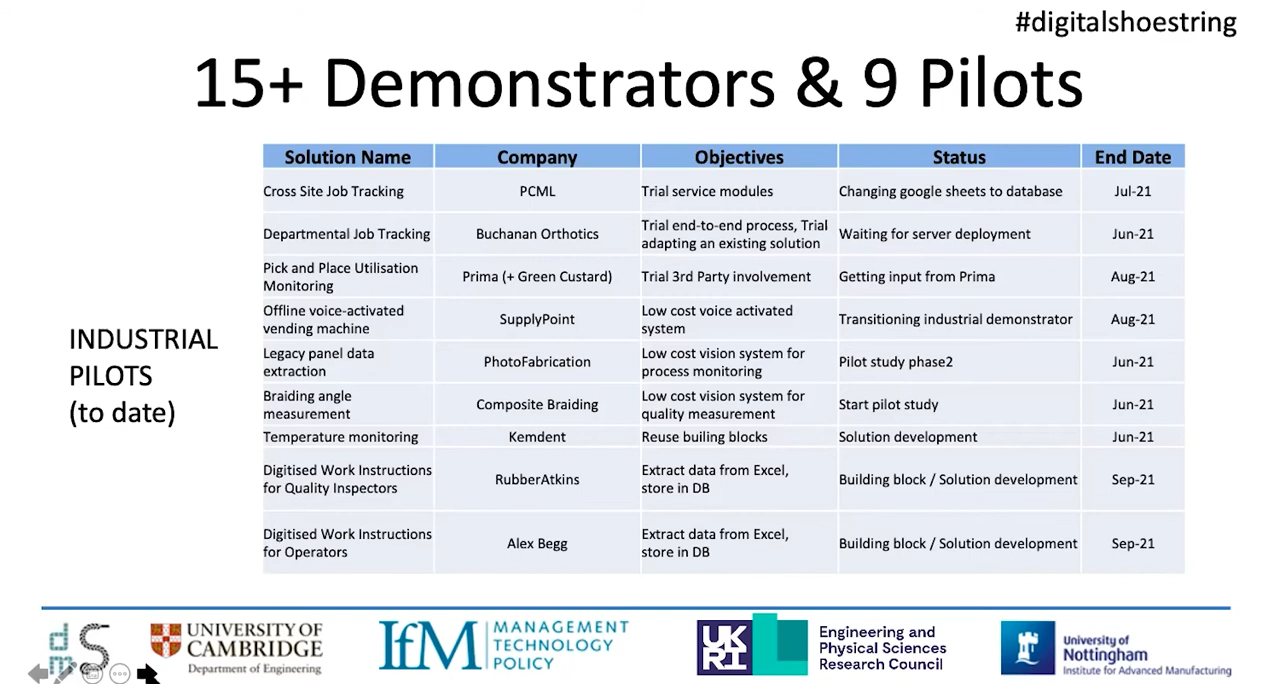 #digitalshoestring
15+ Demonstrators & 9 Pilots
Solution Name Company Objectives Status End Date
Cross Site Job Tracking PCML Trial service modules Changing google sheets to database Jul-21
Departmental Job Tracking Buchanan Orthotics Trial end-to-end process, Trial
adapting an existing solution Waiting for server deployment Jun-21
Pick and Place Utilisation
Monitoring Prima (+ Green Custard) Trial 3rd Party involvement Getting input from Prima Aug-21
Offline voice-activated
vending machine SupplyPoint Low cost voice activated
system Transitioning industrial demonstrator Aug-21
Legacy panel data
extraction PhotoFabrication Low cost vision system for
process monitoring Pilot study phase2 Jun-21
Braiding angle
measurement Composite Braiding Low cost vision system for
quality measurement Start pilot study Jun-21
Temperature monitoring Kemdent Reuse builing blocks Solution development Jun-21
Digitised Work Instructions
for Quality Inspectors RubberAtkins Extract data from Excel,
store in DB Building block / Solution development Sep-21
Digitised Work Instructions
for Operators Alex Begg Extract data from Excel,
store in DB Building block / Solution development Sep-21
INDUSTRIAL
PILOTS
(to date)
dS
m
UNIVERSITY OF
CAMBRIDGE
Department of Engineering
IfM
MANAGEMENT
TECHNOLOGY
POLICY
UK
RI
Engineering and
Physical Sciences
Research Council
University of
Nottingham
Institute for Advanced Manufacturing